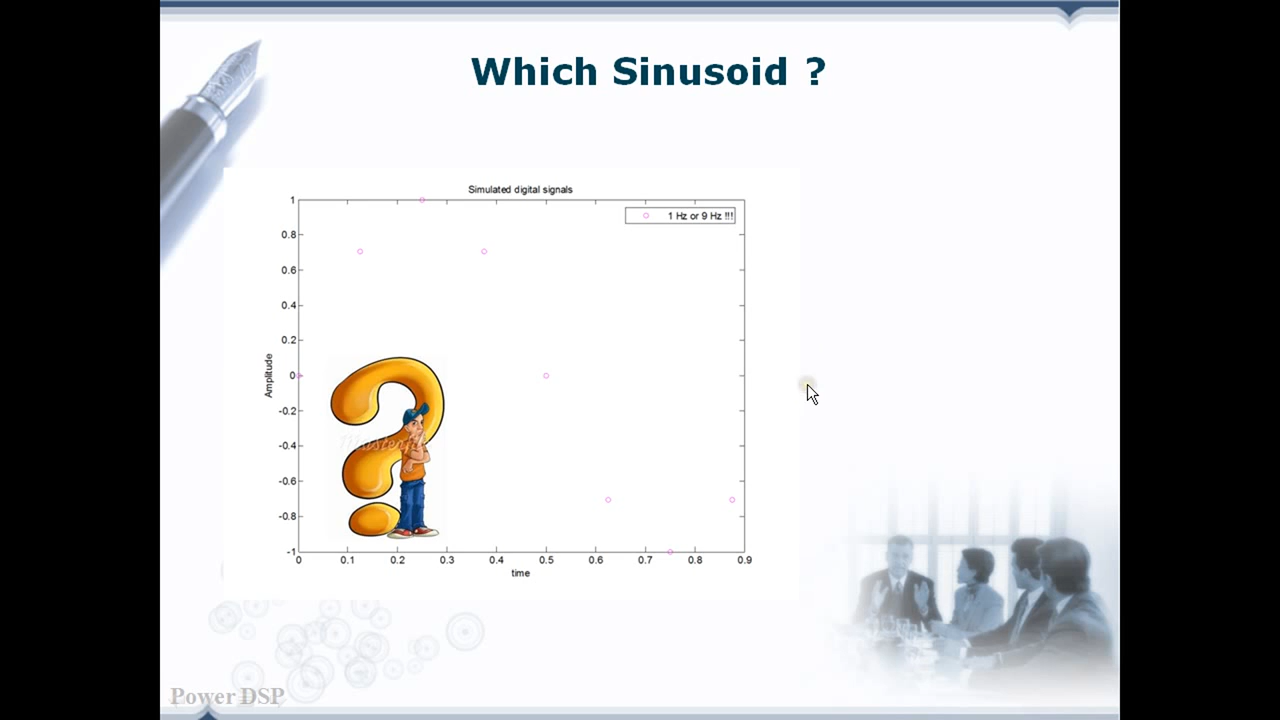 Which Sinusoid ?
Simulated digital signals
1 Hz or 9 Hz !!!
1
0.8
0.6
0.4
0.2
0
-0.2
-0.4
-0.6
-0.8
-1
Amplitude
0 0.1 0.2 0.3 0.4 0.5 0.6 0.7 0.8 0.9
time
Power DSP